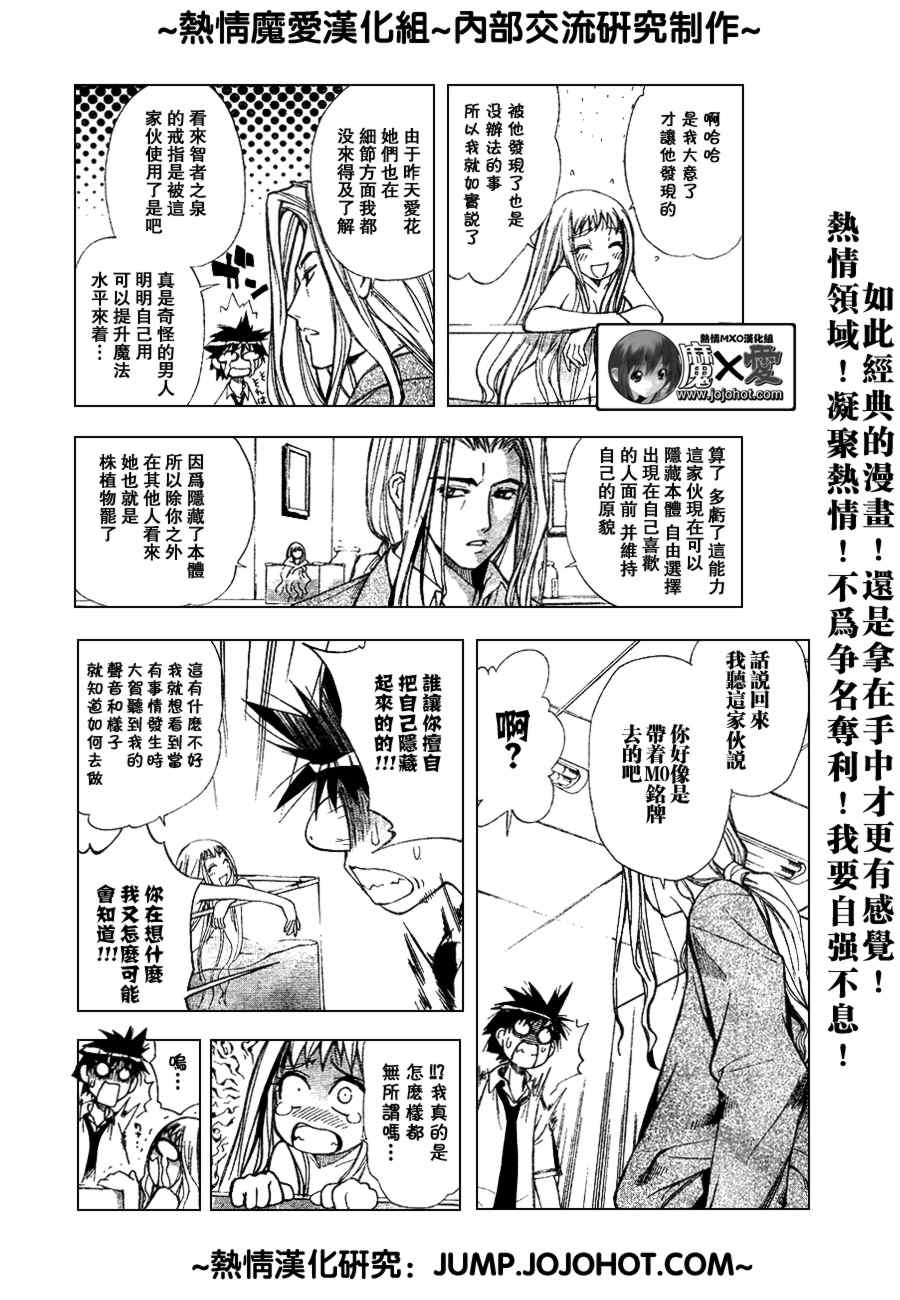 ~熱情魔愛漢化組~內部交流研究制作~
啊哈哈
是我大意了
才讓他發現的
被他發現了也是
没辦法的事
所以我就如實説了
由于昨天愛花
她們也在
細節方面我都
没來得及了解
看來智者之泉
的戒指是被這
家伙使用了是吧
真是奇怪的男人
明明自己用
可以提升魔法
水平來着…
熱情MXO漢化組
魔×愛
www.jojohot.com
算了 多虧了這能力
這家伙現在可以
隱藏本體 自由選擇
出現在自己喜歡
的人面前 并維持
自己的原貌
因爲隱藏了本體
所以除你之外
在其他人看來
她也就是
株植物罷了
話説回來
我聽這家伙説
你好像是
帶着M0銘牌
去的吧
啊?
誰讓你擅自
把自己隱藏
起來的的!!!
這有什麽不好
我就想看到當
有事情發生時
大賀聽到我的
聲音和樣子
就知道如何去做
你在想什麽
我又怎麽可能
會知道!!!
!!?我真的是
怎麽樣都
無所謂嗎…
嗚…
如此經典的漫畫！還是拿在手中才更有感覺！
熱情領域！凝聚熱情！不爲争名奪利！我要自强不息！
~熱情漢化研究：JUMP.JOJOHOT.COM~